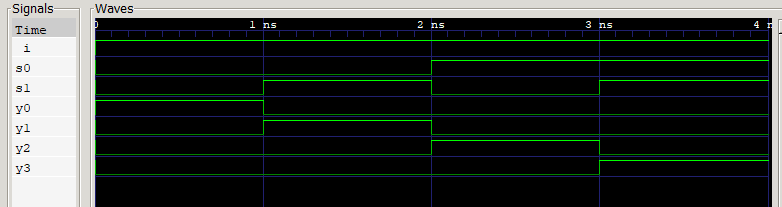 Signals
Waves
Time
0 1 ns 2 ns 3 ns 4 n
i
s0
s1
y0
y1
y2
y3